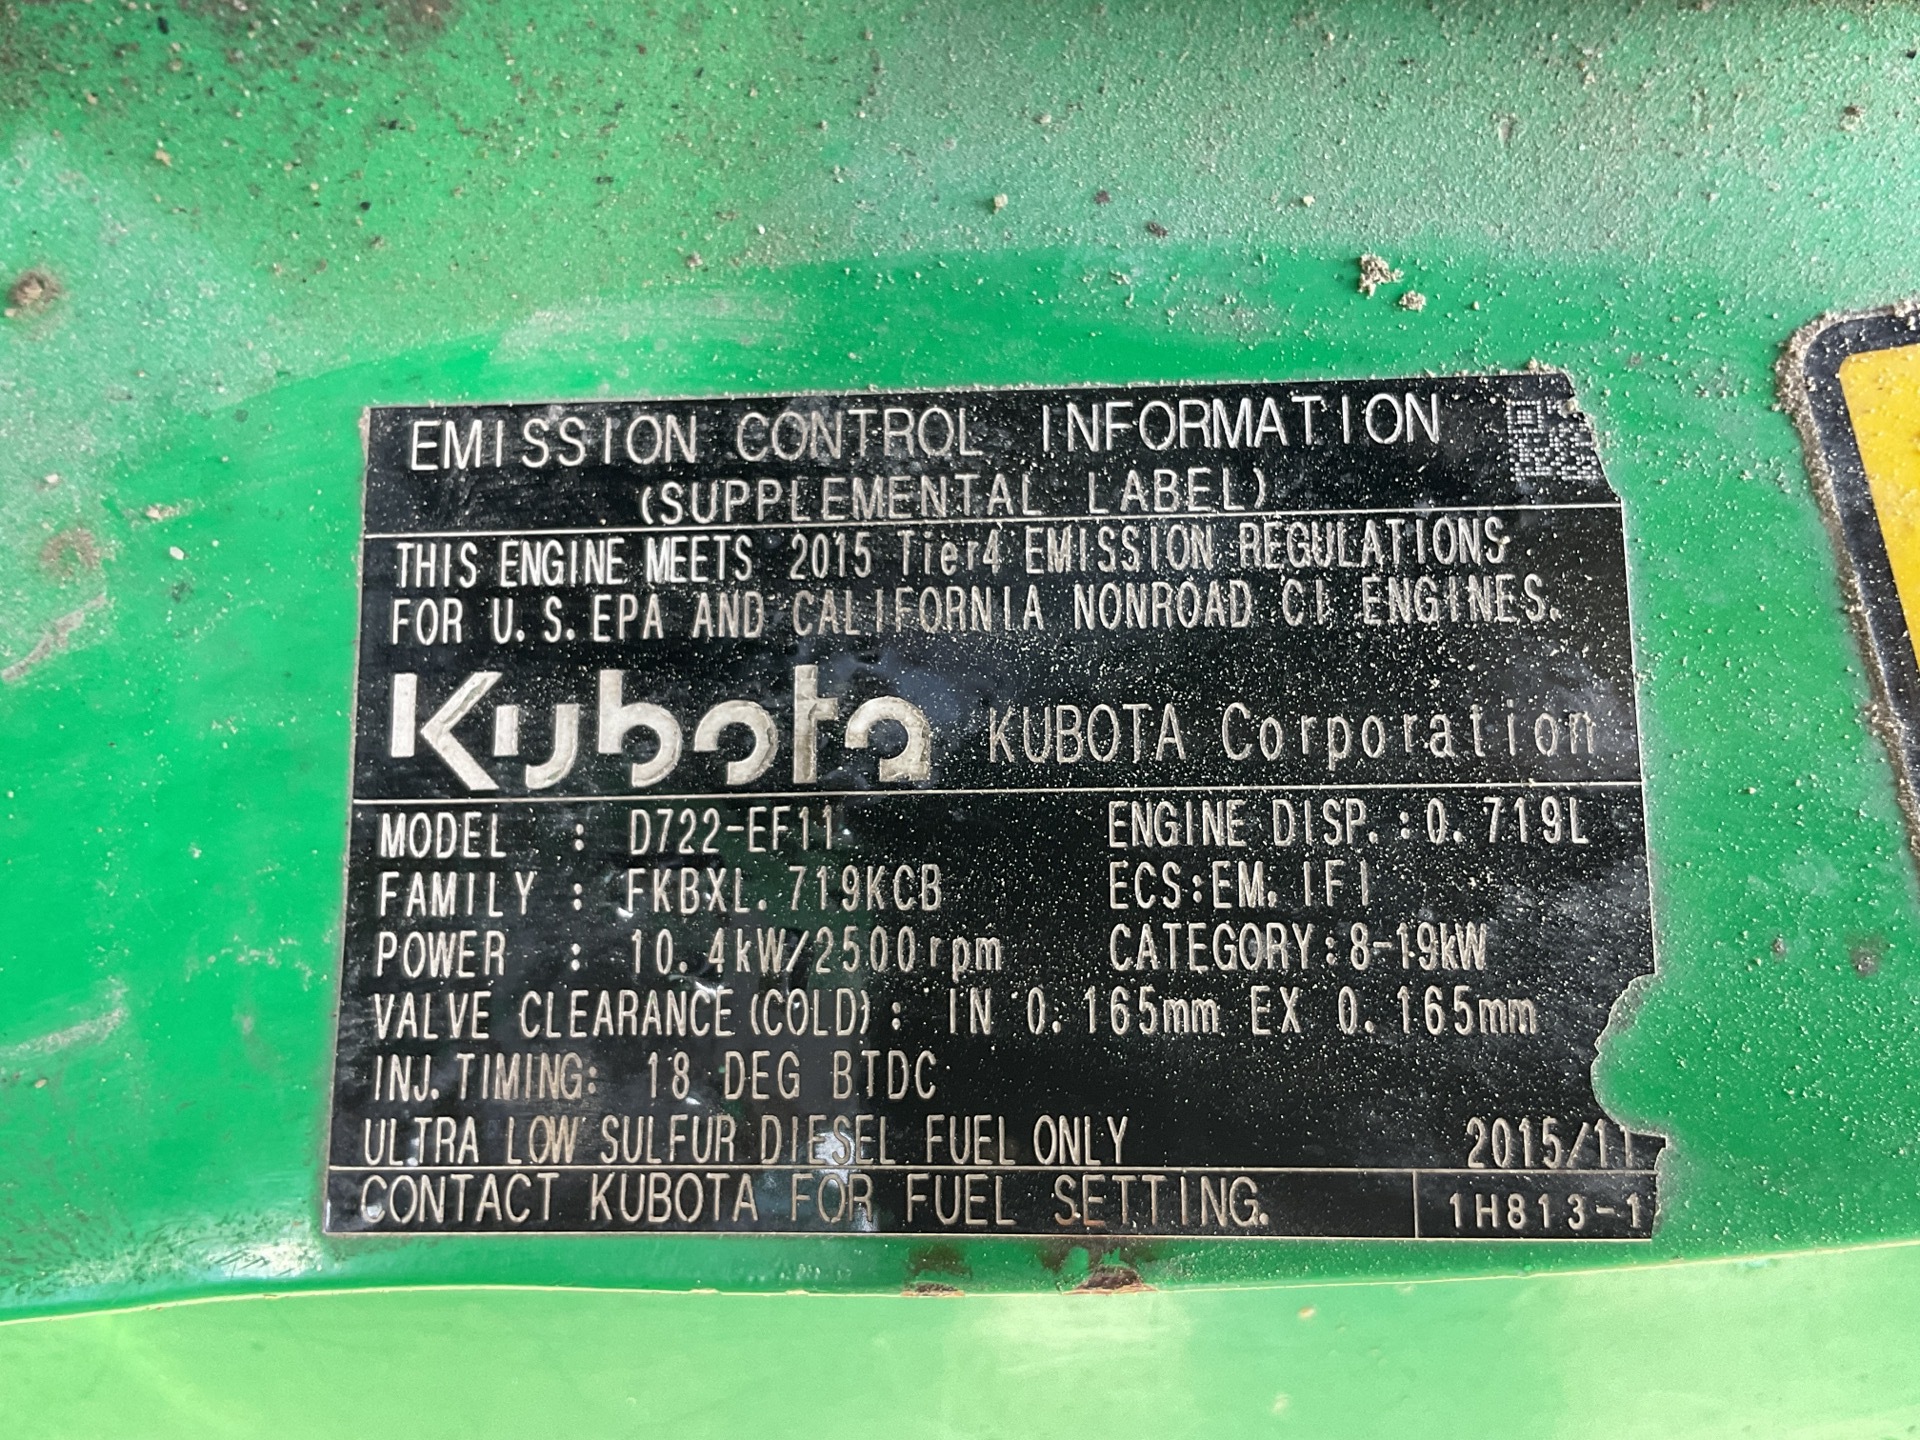 EMISSION CONTROL INFORMATION
(SUPPLEMENTAL LABEL)
THIS ENGINE MEETS 2015 Tier4 EMISSION REGULATIONS
FOR U.S.EPA AND CALIFORNIA NONROAD CI ENGINES.
Kubota KUBOTA Corporation
MODEL : D722-EF11 ENGINE DISP.:0.719L
FAMILY : FKBXL.719KCB ECS:EM,IFI
POWER : 10.4kW/2500rpm CATEGORY:8-19kW
VALVE CLEARANCE(COLD): IN 0.165mm EX 0.165mm
INJ.TIMING: 18 DEG BTDC
ULTRA LOW SULFUR DIESEL FUEL ONLY 2015/11
CONTACT KUBOTA FOR FUEL SETTING. 1H813-1